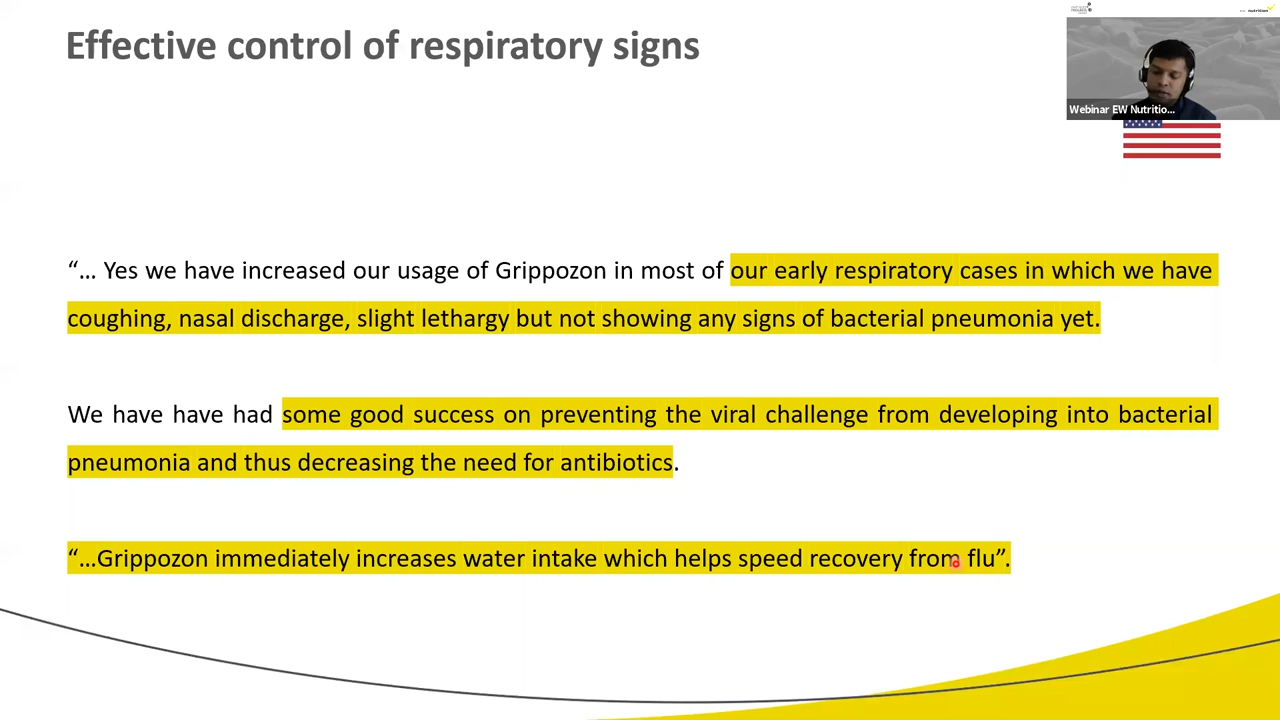 Effective control of respiratory signs
nutrition
Webinar EW Nutritio...
“… Yes we have increased our usage of Grippozon in most of our early respiratory cases in which we have
coughing, nasal discharge, slight lethargy but not showing any signs of bacterial pneumonia yet.
We have have had some good success on preventing the viral challenge from developing into bacterial
pneumonia and thus decreasing the need for antibiotics.
“…Grippozon immediately increases water intake which helps speed recovery from flu”.